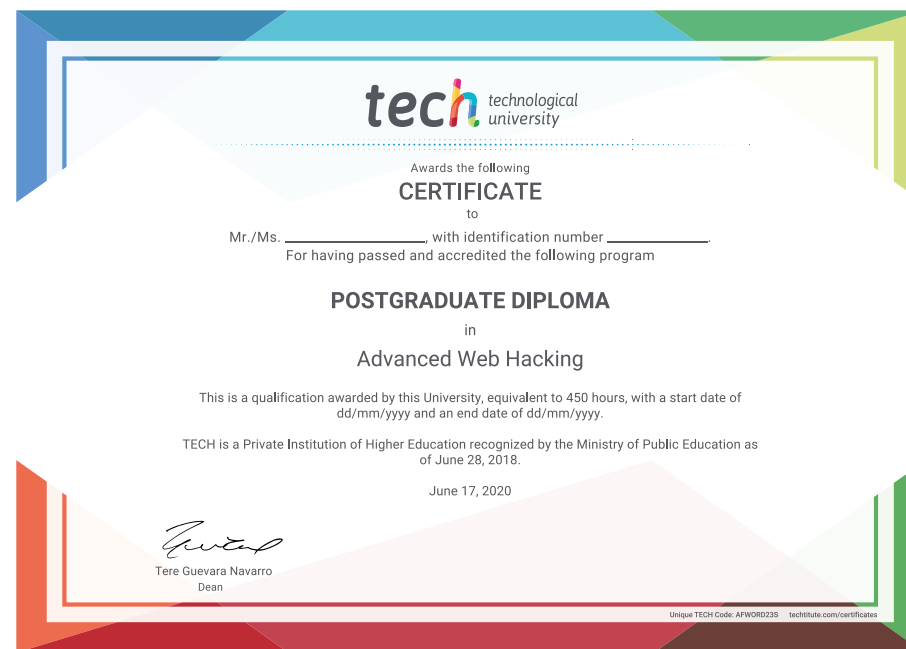 tech technological
university
Awards the following
CERTIFICATE
to
Mr./Ms. ____________________, with identification number ______________.
For having passed and accredited the following program
POSTGRADUATE DIPLOMA
in
Advanced Web Hacking
This is a qualification awarded by this University, equivalent to 450 hours, with a start date of
dd/mm/yyyy and an end date of dd/mm/yyyy.
TECH is a Private Institution of Higher Education recognized by the Ministry of Public Education as
of June 28, 2018.
June 17, 2020
Tere Guevara Navarro
Dean
Unique TECH Code: AFWORD23S techtitute.com/certificates